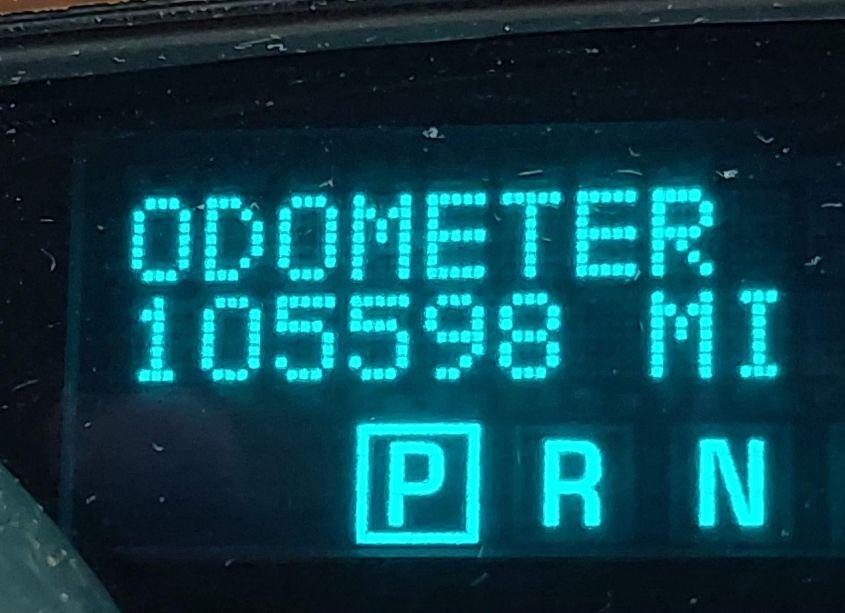 ODOMETER
105598 MI
P R N